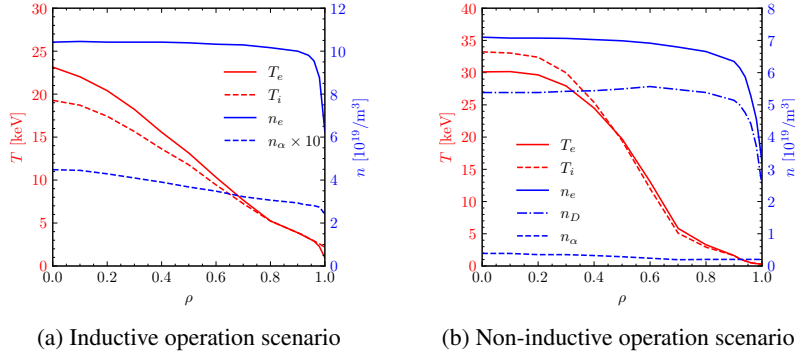 30
25
20
15
10
5
0
T [keV]
12
10
8
6
4
2
0
n [10^19/m^3]
T_e
T_i
n_e
n_α × 10
0.0 0.2 0.4 0.6 0.8 1.0
ρ
(a) Inductive operation scenario
40
35
30
25
20
15
10
5
0
T [keV]
8
7
6
5
4
3
2
1
0
n [10^19/m^3]
T_e
T_i
n_e
n_D
n_α
0.0 0.2 0.4 0.6 0.8 1.0
ρ
(b) Non-inductive operation scenario